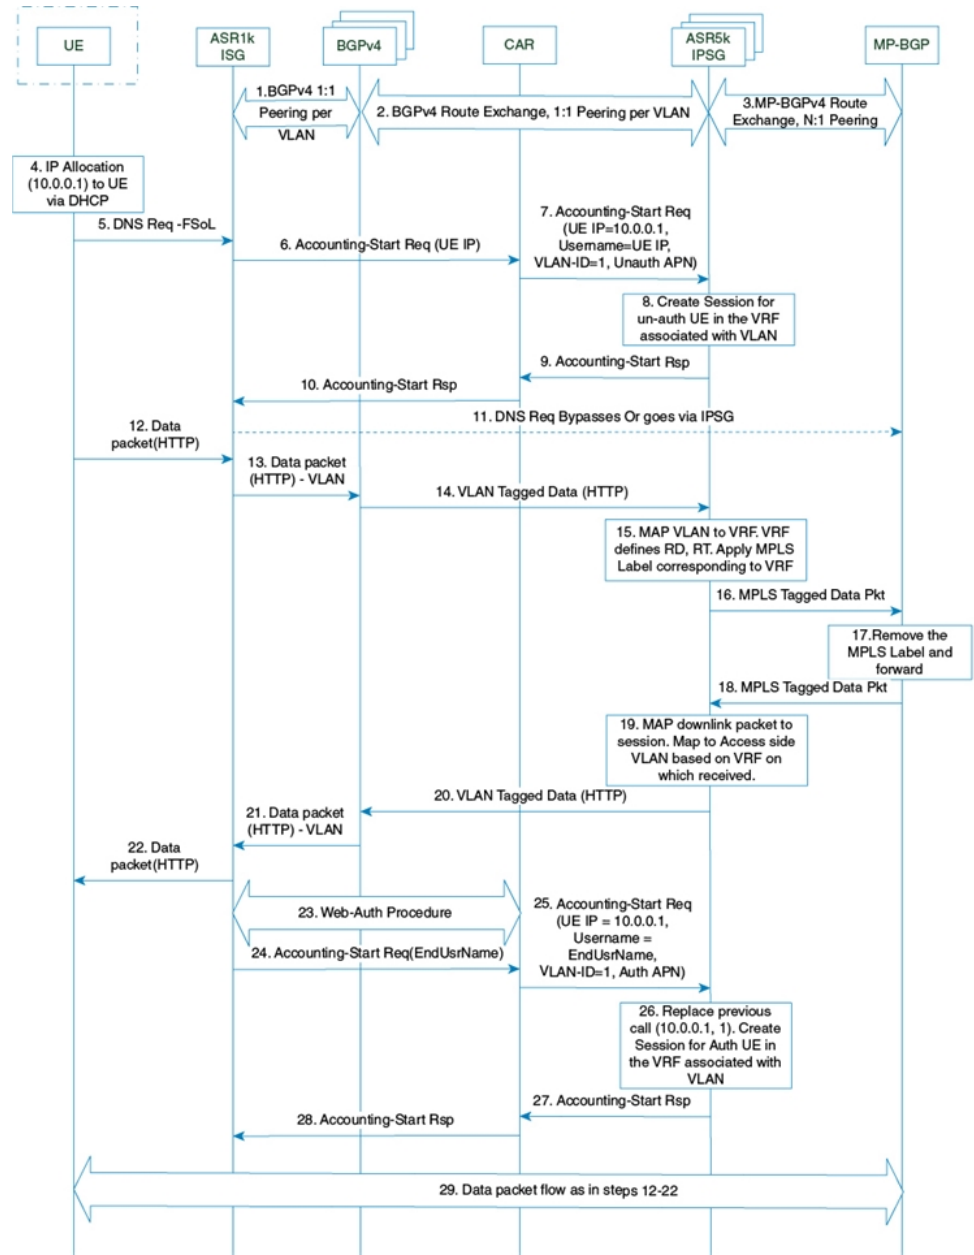 UE
ASR1k
ISG
BGPv4
CAR
ASR5k
IPSG
MP-BGP
1.BGPv4 1:1
Peering per
VLAN
2. BGPv4 Route Exchange, 1:1 Peering per VLAN
3.MP-BGPv4 Route
Exchange, N:1 Peering
4. IP Allocation
(10.0.0.1) to UE
via DHCP
5. DNS Req -FSoL
6. Accounting-Start Req (UE IP)
7. Accounting-Start Req
(UE IP=10.0.0.1,
Username=UE IP,
VLAN-ID=1, Unauth APN)
8. Create Session for
un-auth UE in the VRF
associated with VLAN
9. Accounting-Start Rsp
10. Accounting-Start Rsp
11. DNS Req Bypasses Or goes via IPSG
12. Data
packet(HTTP)
13. Data packet
(HTTP) - VLAN
14. VLAN Tagged Data (HTTP)
15. MAP VLAN to VRF. VRF
defines RD, RT. Apply MPLS
Label corresponding to VRF
16. MPLS Tagged Data Pkt
17.Remove the
MPLS Label and
forward
18. MPLS Tagged Data Pkt
19. MAP downlink packet to
session. Map to Access side
VLAN based on VRF on
which received.
20. VLAN Tagged Data (HTTP)
21. Data packet
(HTTP) - VLAN
22. Data
packet(HTTP)
23. Web-Auth Procedure
24. Accounting-Start Req(EndUsrName)
25. Accounting-Start Req
(UE IP = 10.0.0.1,
Username =
EndUsrName,
VLAN-ID=1, Auth APN)
26. Replace previous
call (10.0.0.1, 1). Create
Session for Auth UE in
the VRF associated with
VLAN
27. Accounting-Start Rsp
28. Accounting-Start Rsp
29. Data packet flow as in steps 12-22